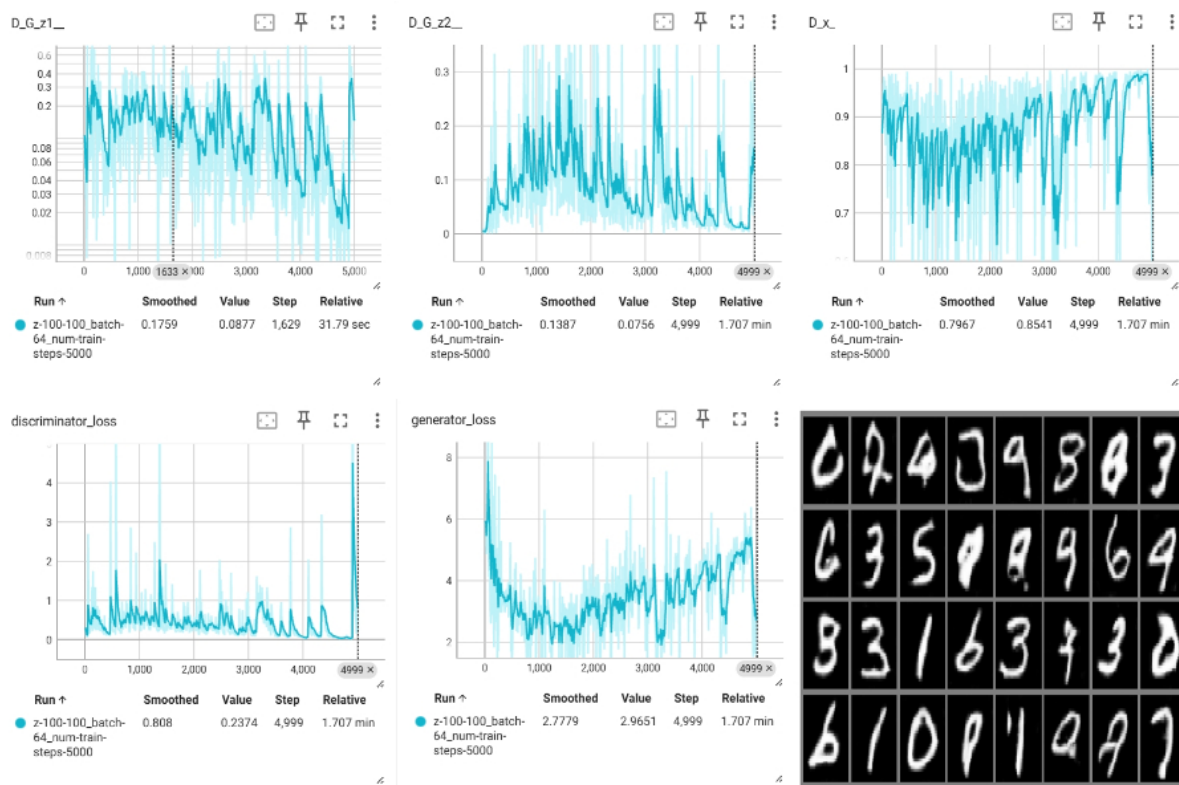 D_G_z1__
0.6
0.4
0.3
0.2
0.08
0.06
0.04
0.03
0.02
0.008
0 1,000 1633 × 3,000 4,000 5,000
Run ↑ Smoothed Value Step Relative
z-100-100_batch- 0.1759 0.0877 1,629 31.79 sec
64_num-train-
steps-5000
D_G_z2__
0.3
0.2
0.1
0
0 1,000 2,000 3,000 4,000 4999 ×
Run ↑ Smoothed Value Step Relative
z-100-100_batch- 0.1387 0.0756 4,999 1.707 min
64_num-train-
steps-5000
D_x_
1
0.9
0.8
0.7
0 1,000 2,000 3,000 4,000 4999 ×
Run ↑ Smoothed Value Step Relative
z-100-100_batch- 0.7967 0.8541 4,999 1.707 min
64_num-train-
steps-5000
discriminator_loss
4
3
2
1
0
0 1,000 2,000 3,000 4,000 4999 ×
Run ↑ Smoothed Value Step Relative
z-100-100_batch- 0.808 0.2374 4,999 1.707 min
64_num-train-
steps-5000
generator_loss
8
6
4
2
0 1,000 2,000 3,000 4,000 4999 ×
Run ↑ Smoothed Value Step Relative
z-100-100_batch- 2.7779 2.9651 4,999 1.707 min
64_num-train-
steps-5000